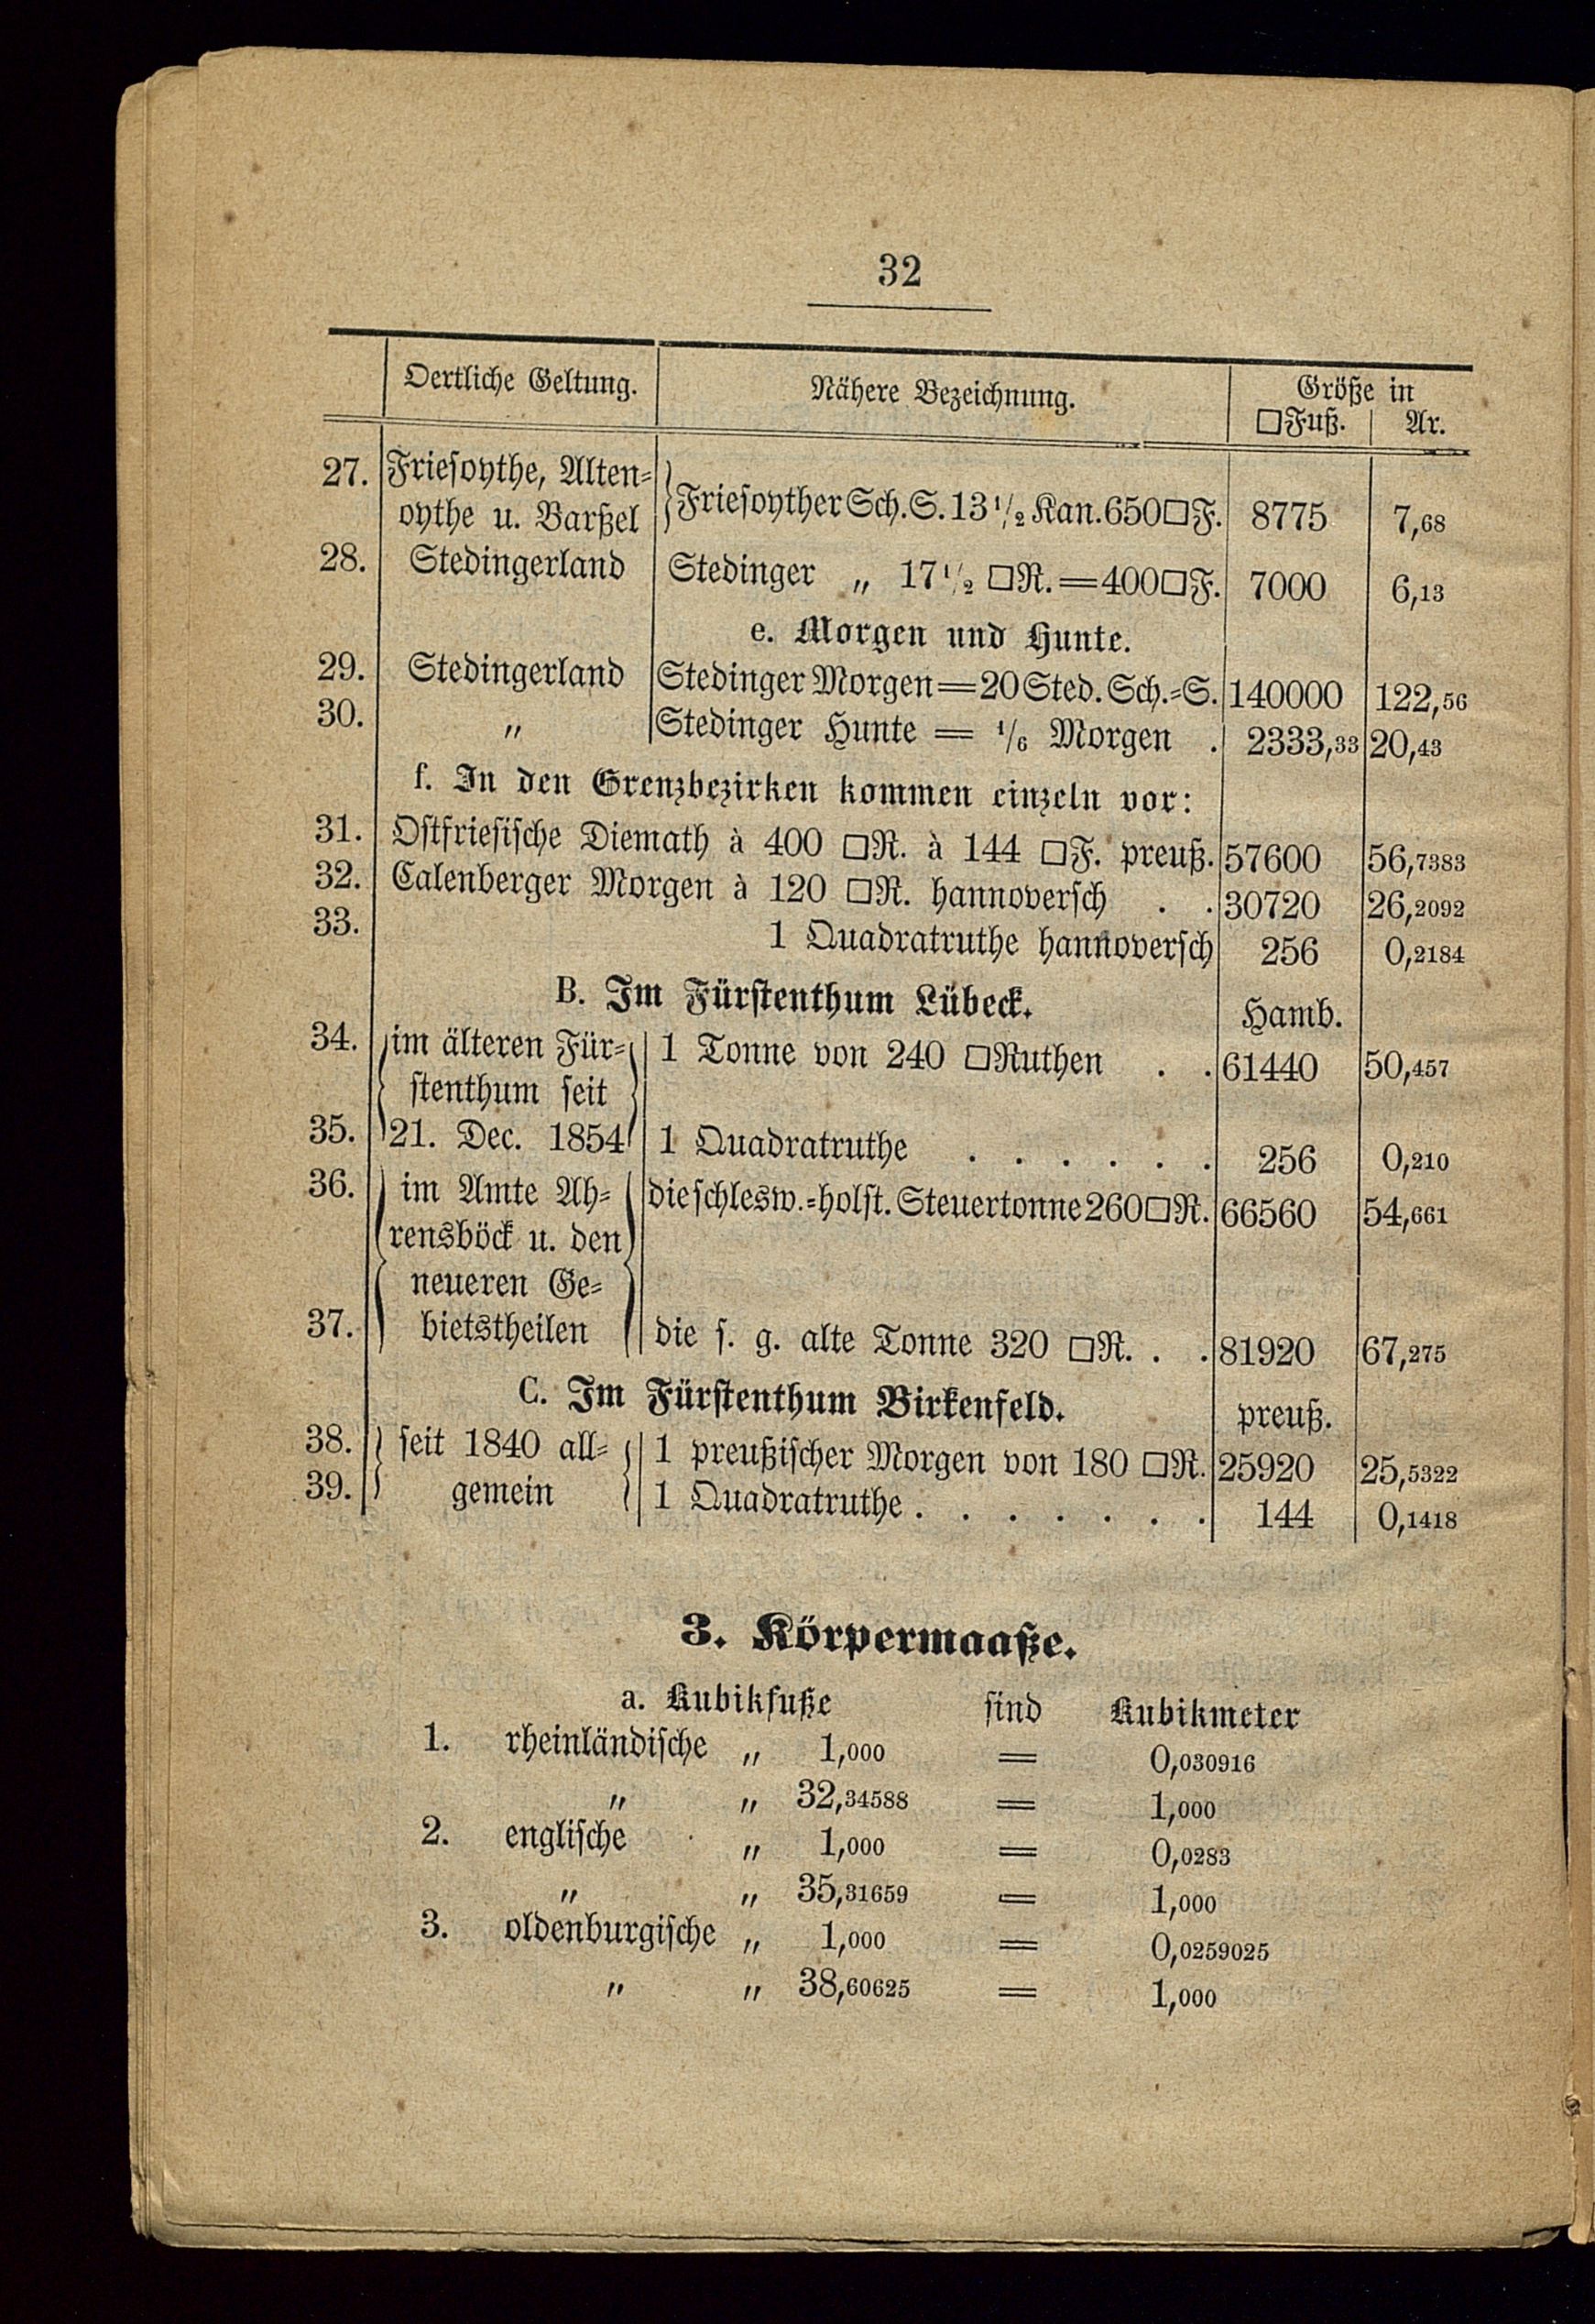 32
Oertliche Geltung. Nähere Bezeichnung. Größe in
□Fuß. Ar.
27. Friesoythe, Alten-
oythe u. Barßel Friesoyther Sch. S. 13 1/2 Kan. 650 □F. 8775 7,68
28. Stedingerland Stedinger „ 17 1/2 □R. = 400 □F. 7000 6,13
e. Morgen und Hunte.
29. Stedingerland Stedinger Morgen = 20 Sted. Sch.-S. 140000 122,56
30. „ Stedinger Hunte = 1/6 Morgen . 2333,33 20,43
f. In den Grenzbezirken kommen einzeln vor:
31. Ostfriesische Diemath à 400 □R. à 144 □F. preuß. 57600 56,7383
32. Calenberger Morgen à 120 □R. hannoversch . . 30720 26,2092
33. 1 Quadratruthe hannoversch 256 0,2184
B. Im Fürstenthum Lübeck. Hamb.
34. im älteren Für- 1 Tonne von 240 □Ruthen . . 61440 50,457
stenthum seit
35. 21. Dec. 1854 1 Quadratruthe . . . . . . 256 0,210
36. im Amte Ah- die schlesw.-holst. Steuertonne 260 □R. 66560 54,661
rensböck u. den
neueren Ge-
37. bietstheilen die s. g. alte Tonne 320 □R. . . 81920 67,275
C. Im Fürstenthum Birkenfeld. preuß.
38. seit 1840 all- 1 preußischer Morgen von 180 □R. 25920 25,5322
39. gemein 1 Quadratruthe . . . . . . . 144 0,1418
3. Körpermaaße.
a. Kubikfuße sind Kubikmeter
1. rheinländische „ 1,000 = 0,030916
„ „ 32,34588 = 1,000
2. englische „ 1,000 = 0,0283
„ „ 35,31659 = 1,000
3. oldenburgische „ 1,000 = 0,0259025
„ „ 38,60625 = 1,000